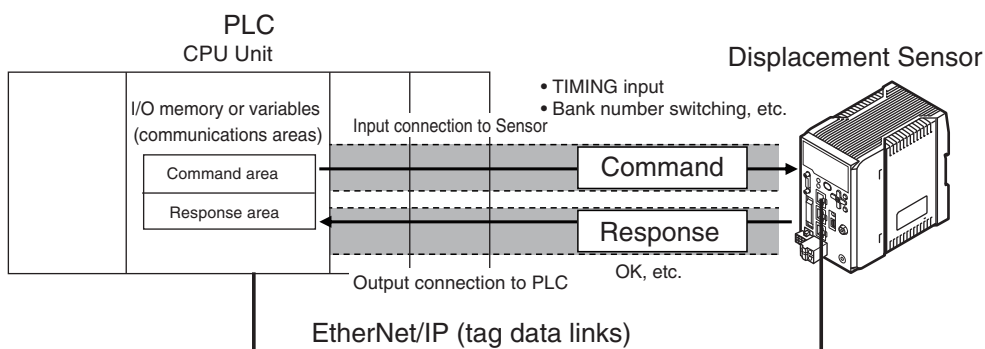 PLC
CPU Unit
Displacement Sensor
• TIMING input
• Bank number switching, etc.
I/O memory or variables
(communications areas)
Input connection to Sensor
Command area
Command
Response area
Response
Output connection to PLC
OK, etc.
EtherNet/IP (tag data links)